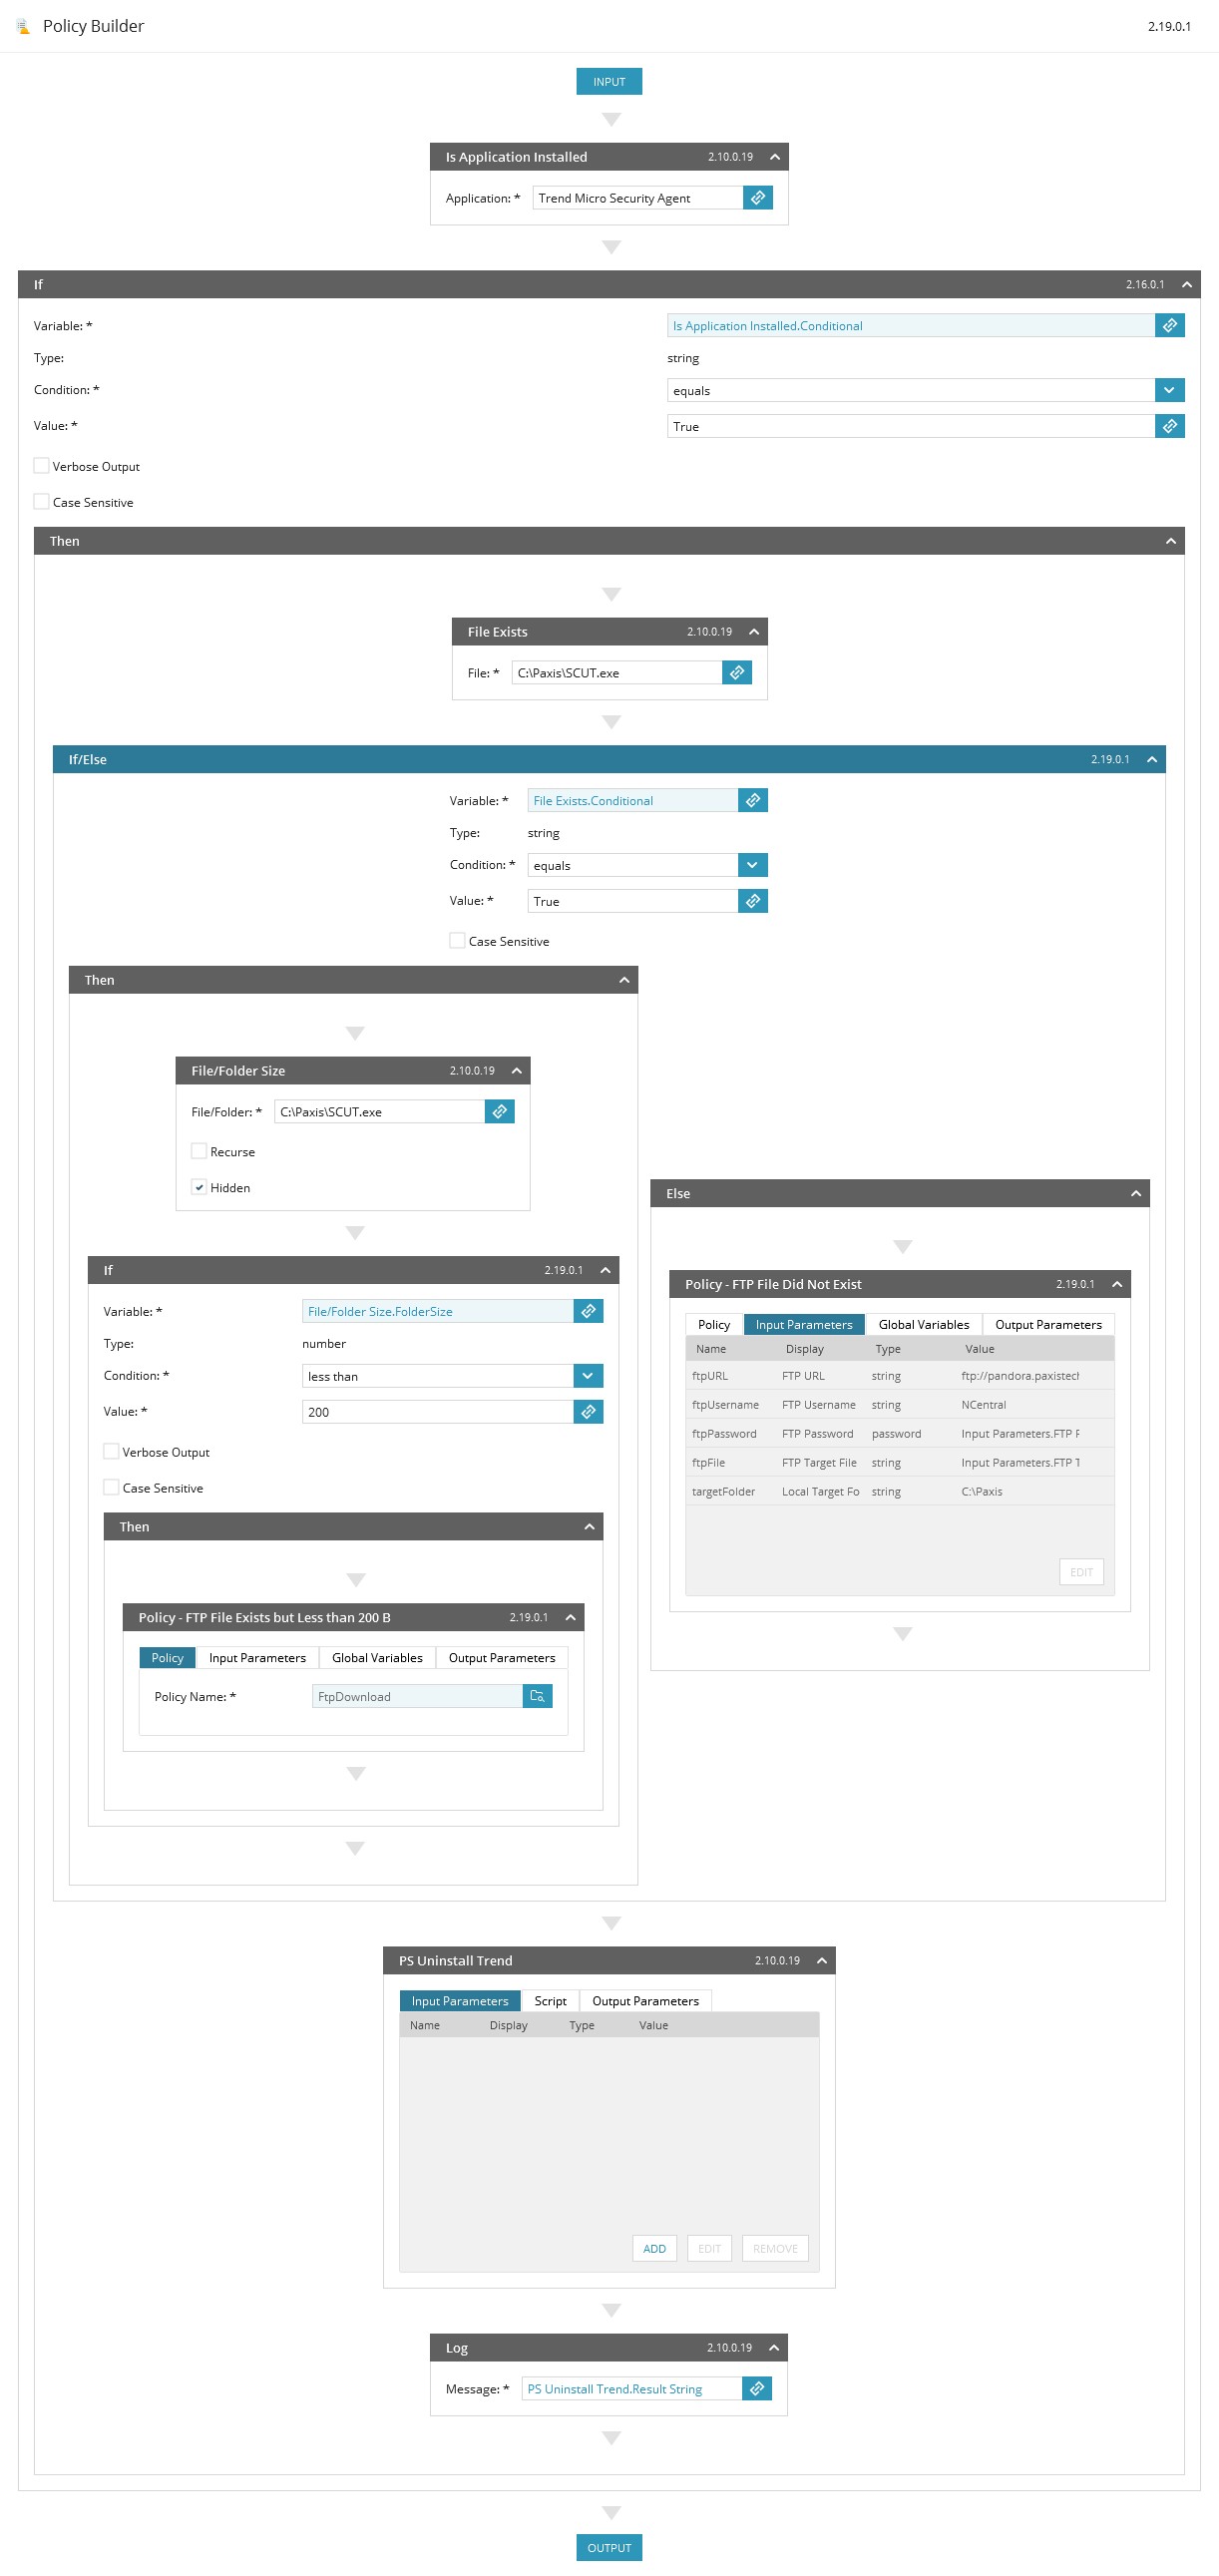 Policy Builder 2.19.0.1
INPUT
Is Application Installed 2.10.0.19
Application: * Trend Micro Security Agent
If 2.16.0.1
Variable: * Is Application Installed.Conditional
Type: string
Condition: * equals
Value: * True
Verbose Output
Case Sensitive
Then
File Exists 2.10.0.19
File: * C:\Paxis\SCUT.exe
If/Else 2.19.0.1
Variable: * File Exists.Conditional
Type: string
Condition: * equals
Value: * True
Case Sensitive
Then
File/Folder Size 2.10.0.19
File/Folder: * C:\Paxis\SCUT.exe
Recurse
Hidden
If 2.19.0.1
Variable: * File/Folder Size.FolderSize
Type: number
Condition: * less than
Value: * 200
Verbose Output
Case Sensitive
Then
Policy - FTP File Exists but Less than 200 B 2.19.0.1
Policy Input Parameters Global Variables Output Parameters
Policy Name: * FtpDownload
Else
Policy - FTP File Did Not Exist 2.19.0.1
Policy Input Parameters Global Variables Output Parameters
Name Display Type Value
ftpURL FTP URL string ftp://pandora.paxistech
ftpUsername FTP Username string NCentral
ftpPassword FTP Password password Input Parameters.FTP F
ftpFile FTP Target File string Input Parameters.FTP T
targetFolder Local Target Fo string C:\Paxis
EDIT
PS Uninstall Trend 2.10.0.19
Input Parameters Script Output Parameters
Name Display Type Value
ADD EDIT REMOVE
Log 2.10.0.19
Message: * PS Uninstall Trend.Result String
OUTPUT